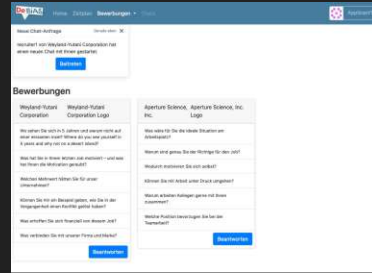 DeBIAS Home Zeitplan Bewerbungen
Neue Chat-Anfrage Gerade eben ×
recruiter1 von Weyland-Yutani Corporation hat
einen neuen Chat mit Ihnen gestartet
Beitreten
Bewerbungen
Weyland-Yutani Corporation
Weyland-Yutani Corporation Logo
Wo sehen Sie sich in 5 Jahren und warum nicht auf
einer einsamen Insel? Where do you see yourself in
5 years and why not on a desert island?
Was hat Sie in Ihrem letzten Job motiviert - und was
hat Ihnen die Motivation geraubt?
Welchen Mehrwert hätten Sie für unser
Unternehmen?
Können Sie mir ein Beispiel geben, wie Sie in der
Vergangenheit einen Konflikt gelöst haben?
Was erhoffen Sie sich finanziell von diesem Job?
Was verbinden Sie mit unserer Firma und Marke?
Beantworten
Aperture Science, Inc.
Aperture Science, Inc. Logo
Was wäre für Sie die ideale Situation am
Arbeitsplatz?
Warum sind genau Sie der Richtige für den Job?
Wodurch motivieren Sie sich selbst?
Können Sie mit Arbeit unter Druck umgehen?
Warum arbeiten Kollegen gerne mit Ihnen
zusammen?
Welche Position bevorzugen Sie bei der
Teamarbeit?
Beantworten